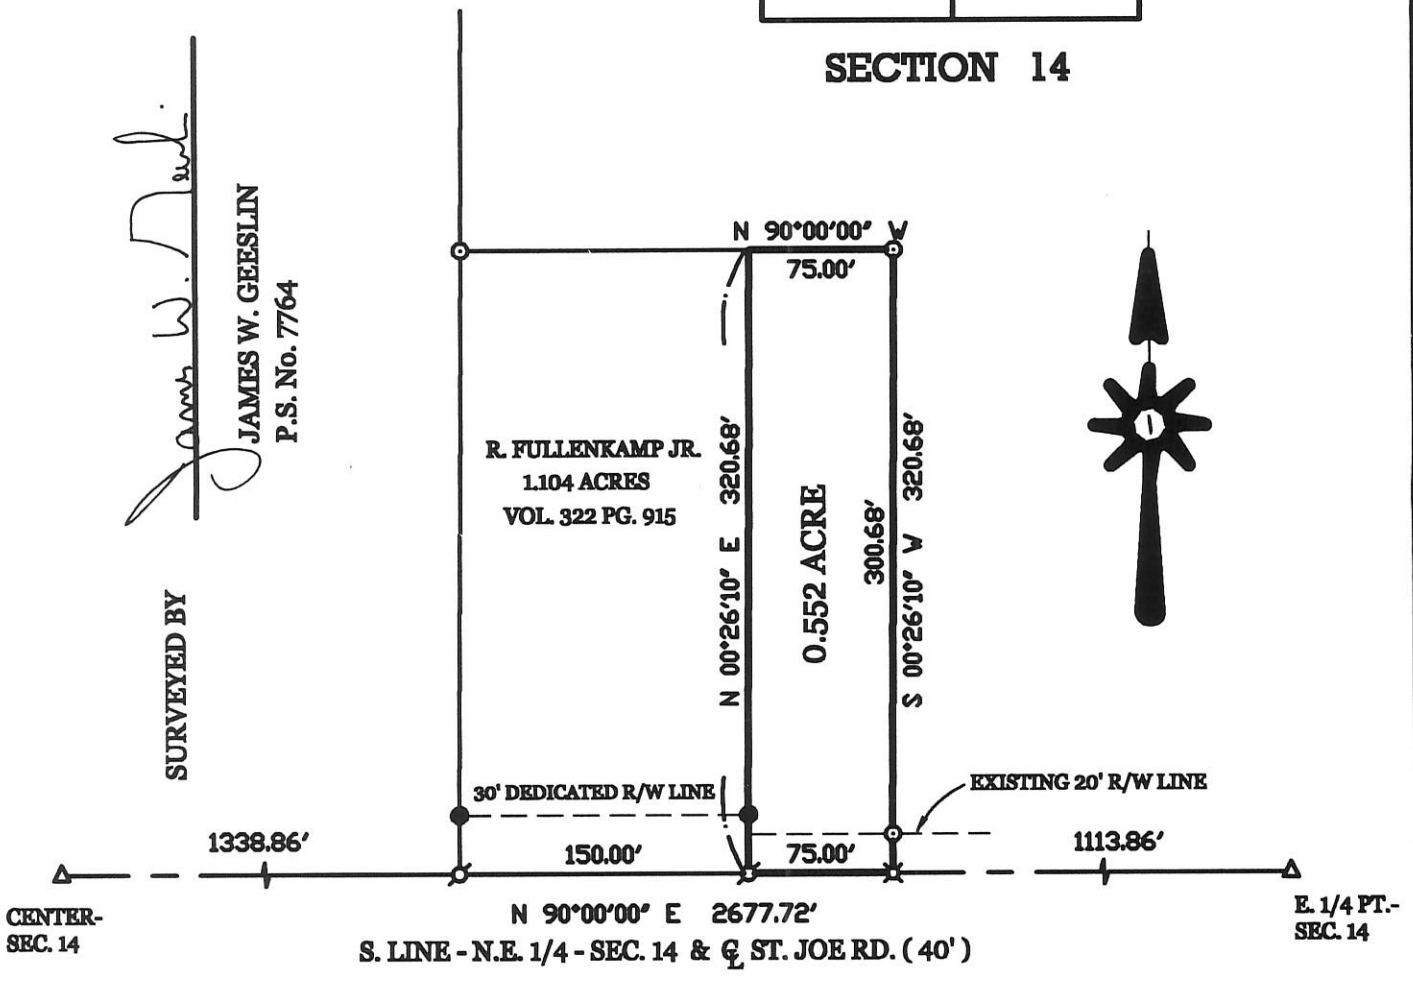 SECTION 14
N 90°00'00" W
75.00'
James W.
JAMES W. GEESLIN
P.S. No. 7764
SURVEYED BY
R. FULLENKAMP JR.
1.104 ACRES
VOL. 322 PG. 915
N 00°26'10" E 320.68'
0.552 ACRE
300.68'
S 00°26'10" W 320.68'
30' DEDICATED R/W LINE
EXISTING 20' R/W LINE
1338.86'
150.00'
75.00'
1113.86'
CENTER-
SEC. 14
E. 1/4 PT.-
SEC. 14
N 90°00'00" E 2677.72'
S. LINE - N.E. 1/4 - SEC. 14 & ℄ ST. JOE RD. ( 40' )